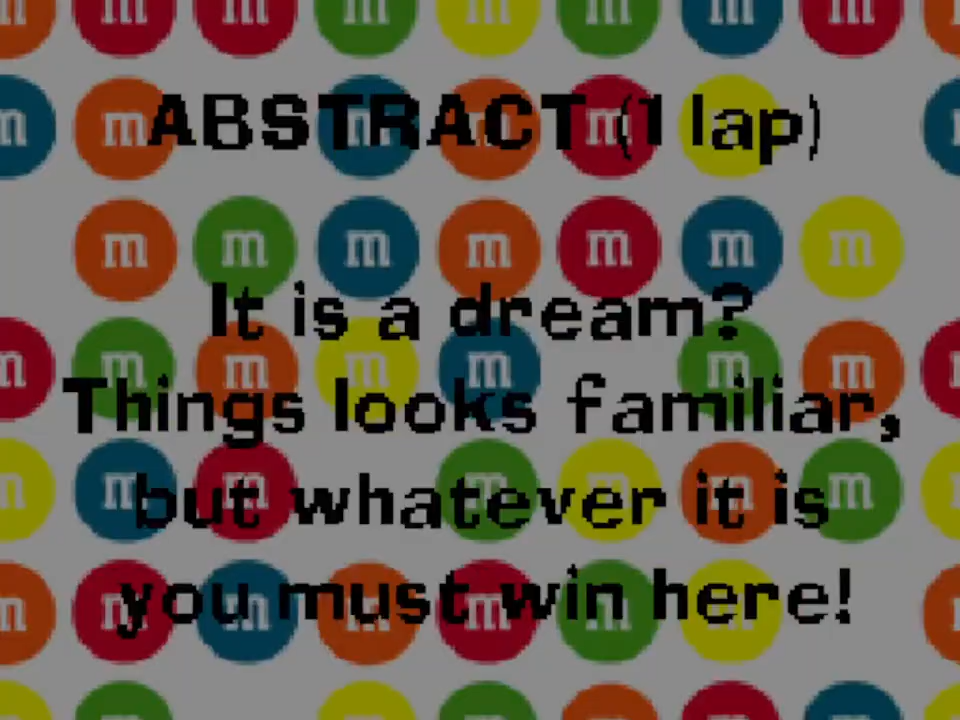 ABSTRACT (1 lap)
It is a dream?
Things looks familiar,
but whatever it is
you must win here!